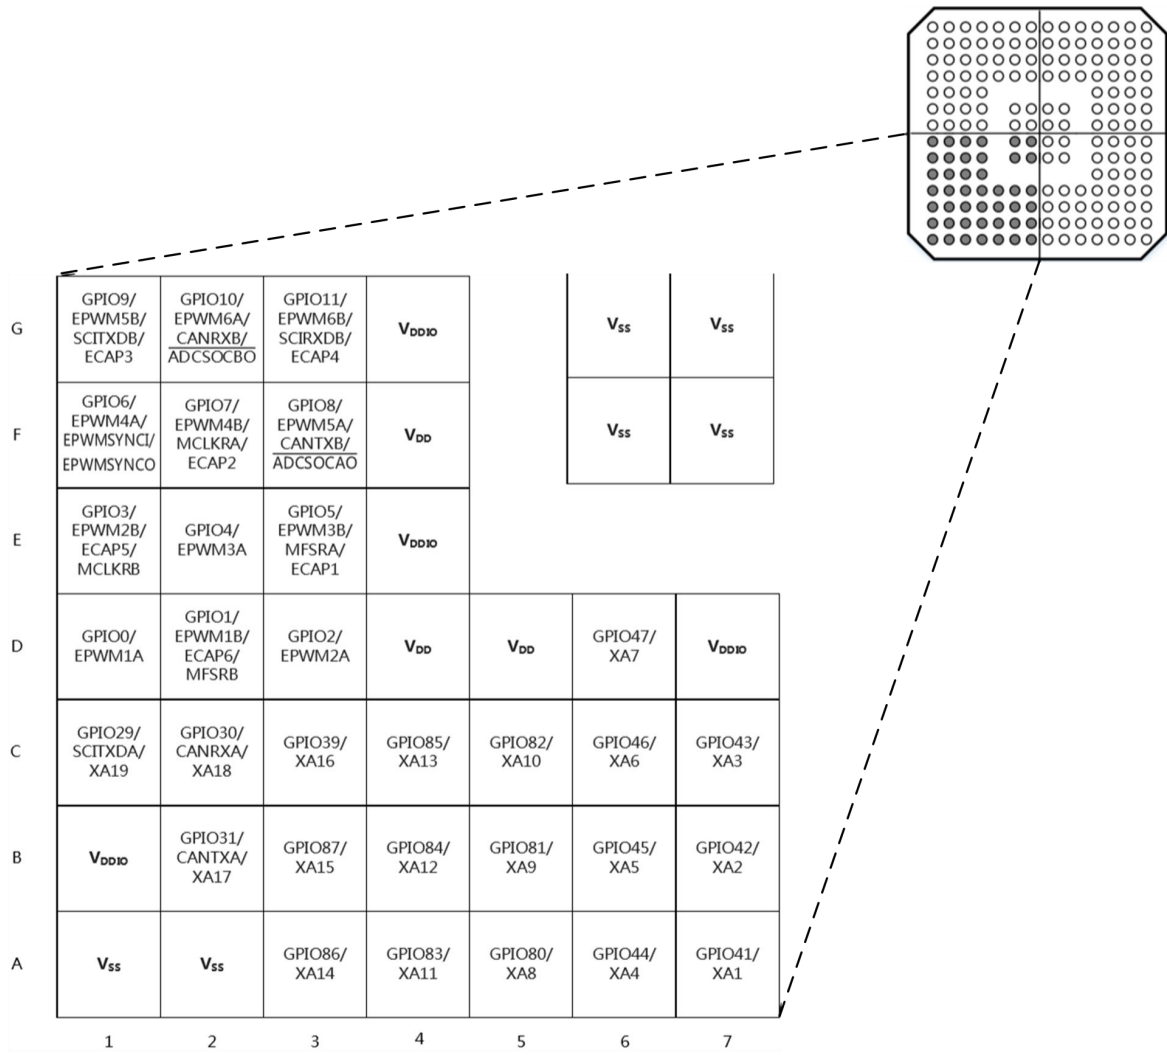 G
GPIO9/
EPWM5B/
SCITXDB/
ECAP3
GPIO10/
EPWM6A/
CANRXB/
ADCSOCBO
GPIO11/
EPWM6B/
SCIRXDB/
ECAP4
VDDIO
VSS
VSS
F
GPIO6/
EPWM4A/
EPWMSYNCI/
EPWMSYNCO
GPIO7/
EPWM4B/
MCLKRA/
ECAP2
GPIO8/
EPWM5A/
CANTXB/
ADCSOCAO
VDD
VSS
VSS
E
GPIO3/
EPWM2B/
ECAP5/
MCLKRB
GPIO4/
EPWM3A
GPIO5/
EPWM3B/
MFSRA/
ECAP1
VDDIO
D
GPIO0/
EPWM1A
GPIO1/
EPWM1B/
ECAP6/
MFSRB
GPIO2/
EPWM2A
VDD
VDD
GPIO47/
XA7
VDDIO
C
GPIO29/
SCITXDA/
XA19
GPIO30/
CANRXA/
XA18
GPIO39/
XA16
GPIO85/
XA13
GPIO82/
XA10
GPIO46/
XA6
GPIO43/
XA3
B
VDDIO
GPIO31/
CANTXA/
XA17
GPIO87/
XA15
GPIO84/
XA12
GPIO81/
XA9
GPIO45/
XA5
GPIO42/
XA2
A
VSS
VSS
GPIO86/
XA14
GPIO83/
XA11
GPIO80/
XA8
GPIO44/
XA4
GPIO41/
XA1
1 2 3 4 5 6 7